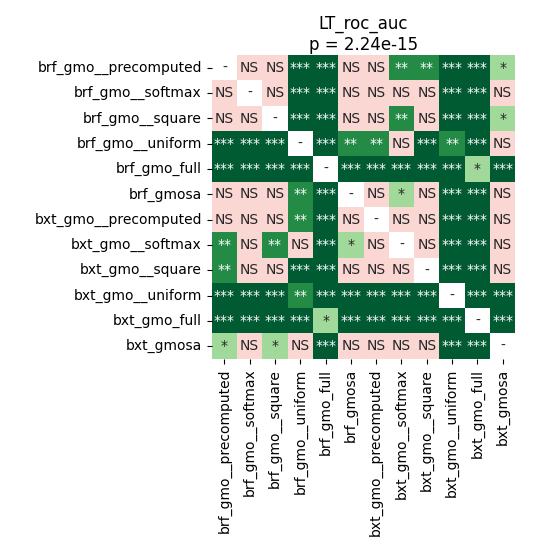 LT_roc_auc
p = 2.24e-15
brf_gmo__precomputed - NS NS *** *** NS NS ** ** *** *** *
brf_gmo__softmax NS - NS *** *** NS NS NS NS *** *** NS
brf_gmo__square NS NS - *** *** NS NS ** NS *** *** *
brf_gmo__uniform *** *** *** - *** ** ** NS *** ** *** NS
brf_gmo_full *** *** *** *** - *** *** *** *** *** * ***
brf_gmosa NS NS NS ** *** - NS * NS *** *** NS
bxt_gmo__precomputed NS NS NS ** *** NS - NS NS *** *** NS
bxt_gmo__softmax ** NS ** NS *** * NS - NS *** *** NS
bxt_gmo__square ** NS NS *** *** NS NS NS - *** *** NS
bxt_gmo__uniform *** *** *** ** *** *** *** *** *** - *** ***
bxt_gmo_full *** *** *** *** * *** *** *** *** *** - ***
bxt_gmosa * NS * NS *** NS NS NS NS *** *** -
brf_gmo__precomputed
brf_gmo__softmax
brf_gmo__square
brf_gmo__uniform
brf_gmo_full
brf_gmosa
bxt_gmo__precomputed
bxt_gmo__softmax
bxt_gmo__square
bxt_gmo__uniform
bxt_gmo_full
bxt_gmosa